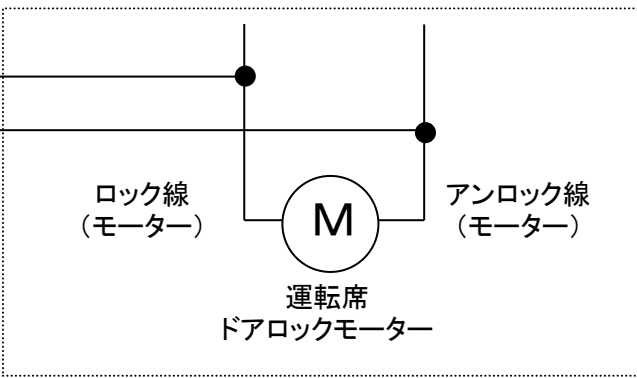 ロック線
（モーター）
アンロック線
（モーター）
M
運転席
ドアロックモーター